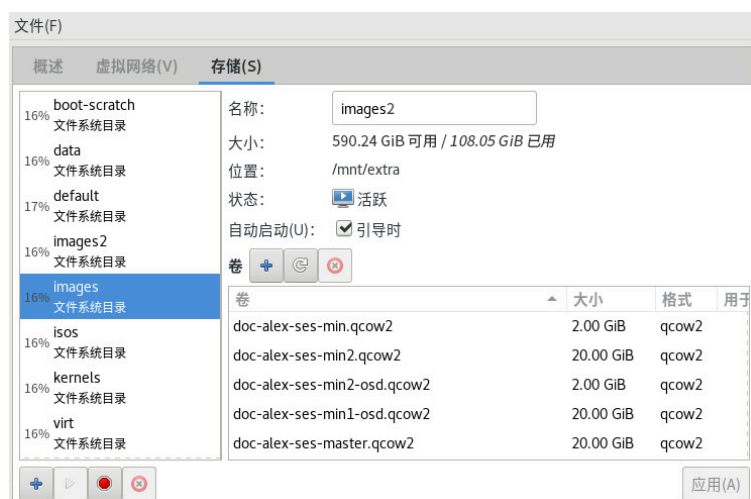 文件(F)
概述 虚拟网络(V) 存储(S)
16% boot-scratch
文件系统目录
16% data
文件系统目录
17% default
文件系统目录
16% images2
文件系统目录
16% images
文件系统目录
16% isos
文件系统目录
16% kernels
文件系统目录
16% virt
文件系统目录
名称: images2
大小: 590.24 GiB 可用 / 108.05 GiB 已用
位置: /mnt/extra
状态: 活跃
自动启动(U): 引导时
卷
卷 大小 格式 用于
doc-alex-ses-min.qcow2 2.00 GiB qcow2
doc-alex-ses-min2.qcow2 20.00 GiB qcow2
doc-alex-ses-min2-osd.qcow2 2.00 GiB qcow2
doc-alex-ses-min1-osd.qcow2 20.00 GiB qcow2
doc-alex-ses-master.qcow2 20.00 GiB qcow2
应用(A)